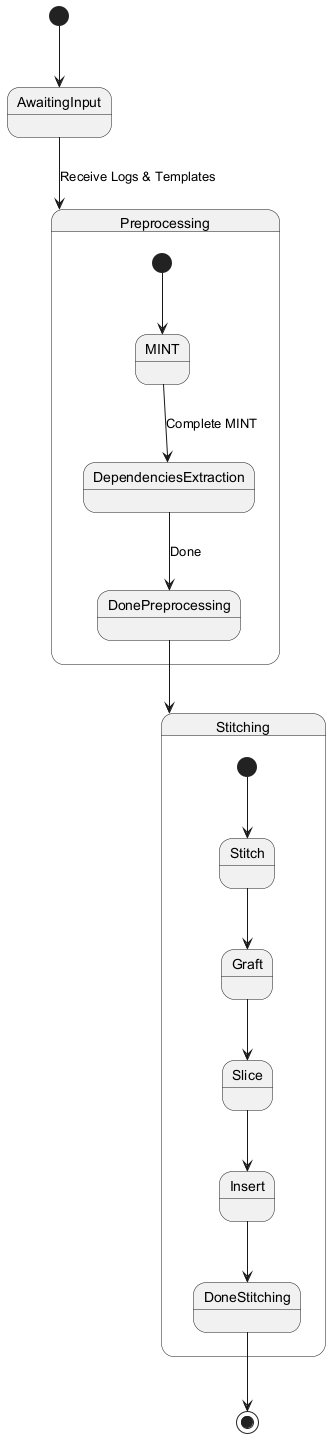 AwaitingInput
Receive Logs & Templates
Preprocessing
MINT
Complete MINT
DependenciesExtraction
Done
DonePreprocessing
Stitching
Stitch
Graft
Slice
Insert
DoneStitching